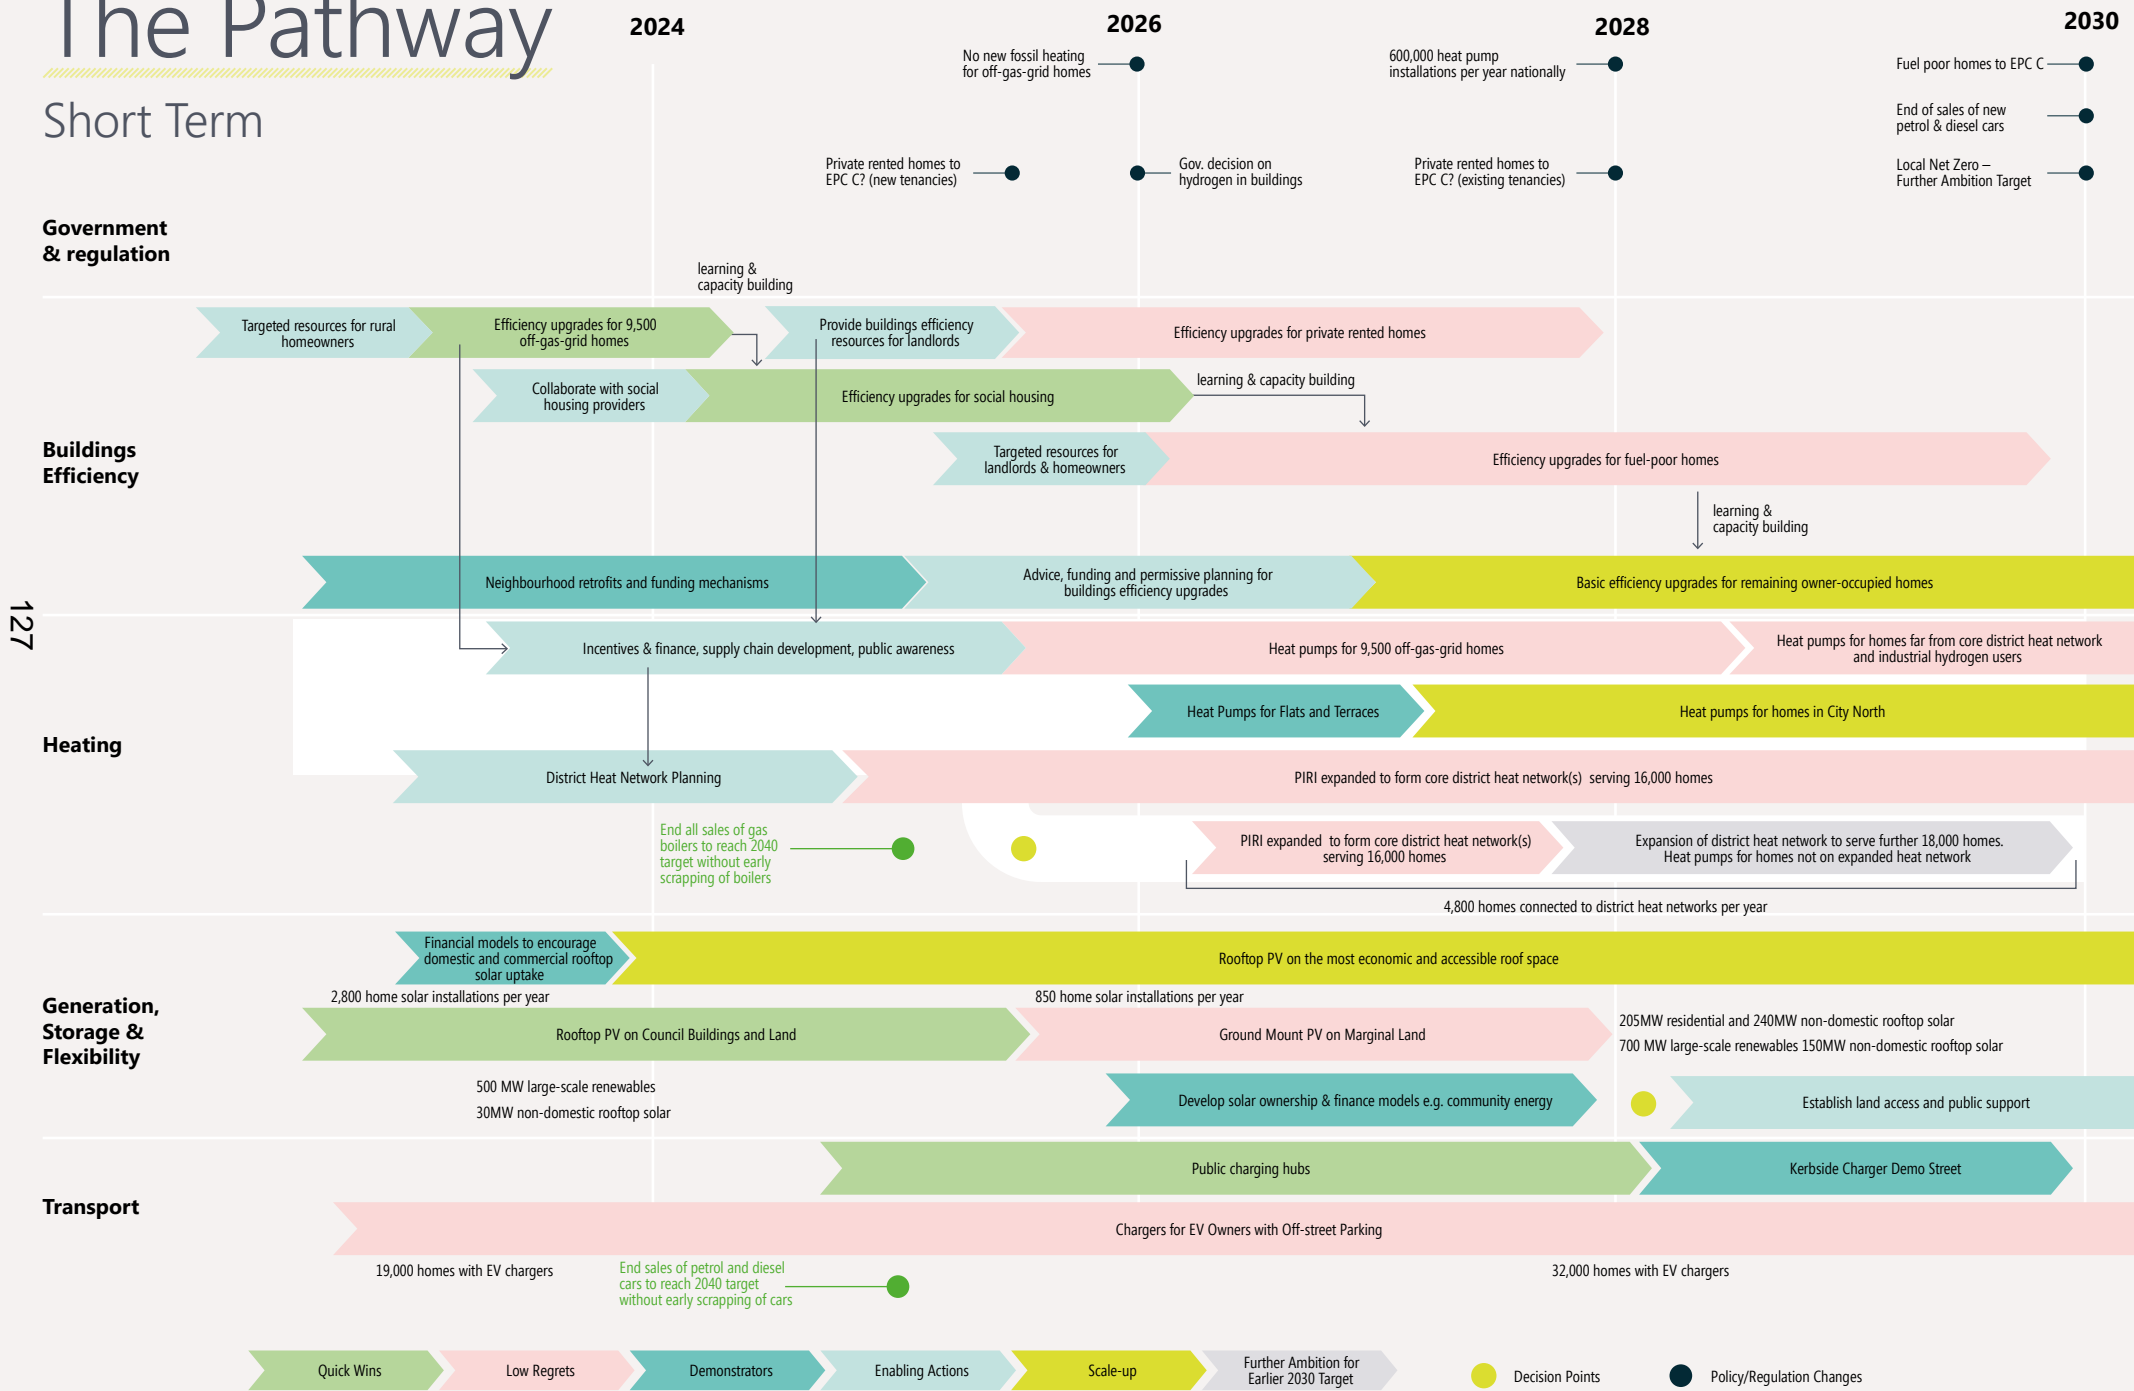 The Pathway
Short Term
2024
2026
2028
2030
No new fossil heating
for off-gas-grid homes
600,000 heat pump
installations per year nationally
Fuel poor homes to EPC C
End of sales of new
petrol & diesel cars
Private rented homes to
EPC C? (new tenancies)
Gov. decision on
hydrogen in buildings
Private rented homes to
EPC C? (existing tenancies)
Local Net Zero –
Further Ambition Target
Government
& regulation
learning &
capacity building
Targeted resources for rural
homeowners
Efficiency upgrades for 9,500
off-gas-grid homes
Provide buildings efficiency
resources for landlords
Efficiency upgrades for private rented homes
Collaborate with social
housing providers
Efficiency upgrades for social housing
learning & capacity building
Buildings
Efficiency
Targeted resources for
landlords & homeowners
Efficiency upgrades for fuel-poor homes
learning &
capacity building
Neighbourhood retrofits and funding mechanisms
Advice, funding and permissive planning for
buildings efficiency upgrades
Basic efficiency upgrades for remaining owner-occupied homes
127
Incentives & finance, supply chain development, public awareness
Heat pumps for 9,500 off-gas-grid homes
Heat pumps for homes far from core district heat network
and industrial hydrogen users
Heat Pumps for Flats and Terraces
Heat pumps for homes in City North
Heating
District Heat Network Planning
PIRI expanded to form core district heat network(s) serving 16,000 homes
End all sales of gas
boilers to reach 2040
target without early
scrapping of boilers
PIRI expanded to form core district heat network(s)
serving 16,000 homes
Expansion of district heat network to serve further 18,000 homes.
Heat pumps for homes not on expanded heat network
4,800 homes connected to district heat networks per year
Financial models to encourage
domestic and commercial rooftop
solar uptake
Rooftop PV on the most economic and accessible roof space
Generation,
Storage &
Flexibility
2,800 home solar installations per year
850 home solar installations per year
Rooftop PV on Council Buildings and Land
Ground Mount PV on Marginal Land
205MW residential and 240MW non-domestic rooftop solar
700 MW large-scale renewables 150MW non-domestic rooftop solar
500 MW large-scale renewables
30MW non-domestic rooftop solar
Develop solar ownership & finance models e.g. community energy
Establish land access and public support
Public charging hubs
Kerbside Charger Demo Street
Transport
Chargers for EV Owners with Off-street Parking
19,000 homes with EV chargers
End sales of petrol and diesel
cars to reach 2040 target
without early scrapping of cars
32,000 homes with EV chargers
Quick Wins
Low Regrets
Demonstrators
Enabling Actions
Scale-up
Further Ambition for
Earlier 2030 Target
Decision Points
Policy/Regulation Changes